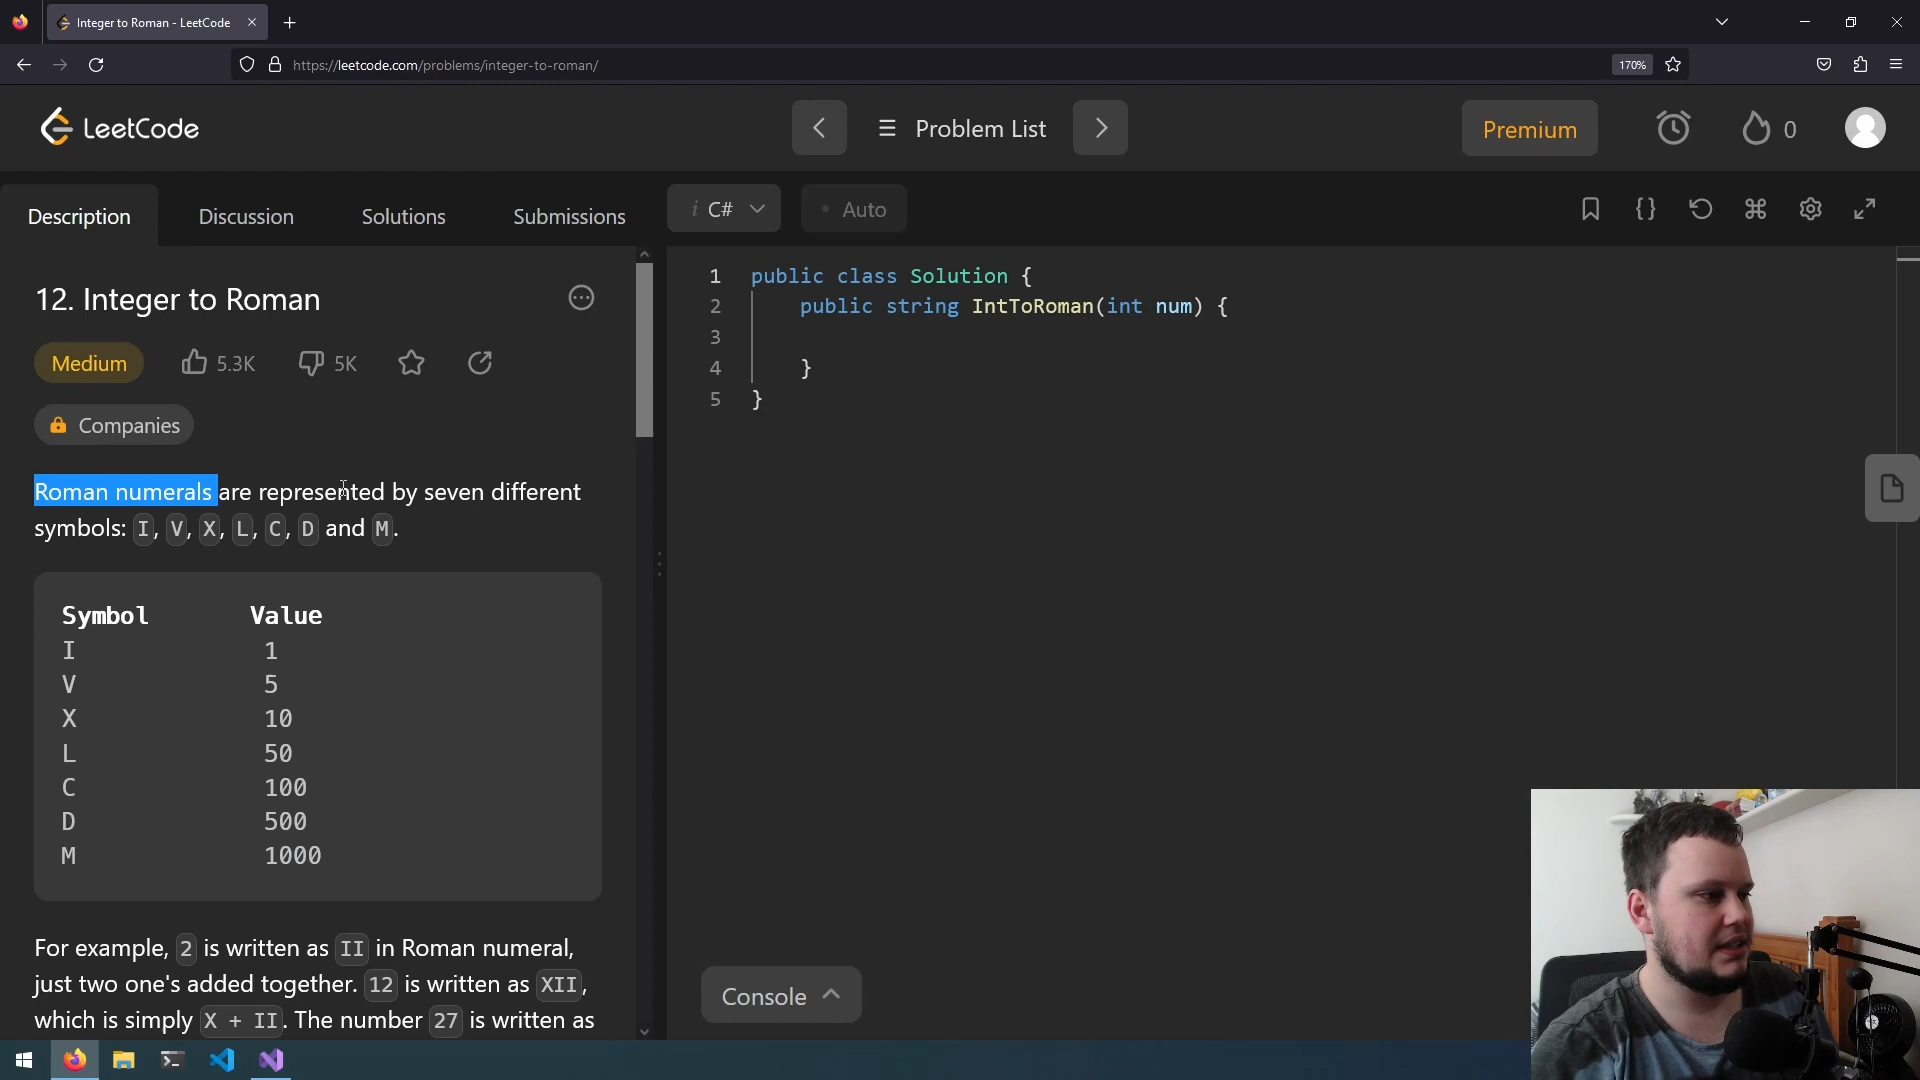 Integer to Roman - LeetCode
https://leetcode.com/problems/integer-to-roman/
170%
LeetCode
Problem List
Premium
0
Description
Discussion
Solutions
Submissions
i C#
• Auto
12. Integer to Roman
Medium
5.3K
5K
Companies
Roman numerals are represented by seven different
symbols: I, V, X, L, C, D and M.
Symbol Value
I 1
V 5
X 10
L 50
C 100
D 500
M 1000
For example, 2 is written as II in Roman numeral,
just two one's added together. 12 is written as XII,
which is simply X + II. The number 27 is written as
1 public class Solution {
2 public string IntToRoman(int num) {
3
4 }
5 }
Console